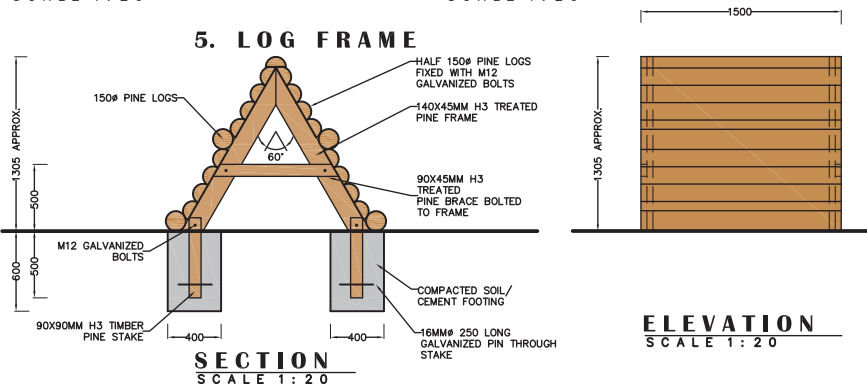 5. LOG FRAME
HALF 150ø PINE LOGS
FIXED WITH M12
GALVANIZED BOLTS
150ø PINE LOGS
140X45MM H3 TREATED
PINE FRAME
60°
90X45MM H3
TREATED
PINE BRACE BOLTED
TO FRAME
1305 APPROX.
500
M12 GALVANIZED
BOLTS
600
500
COMPACTED SOIL/
CEMENT FOOTING
90X90MM H3 TIMBER
PINE STAKE
400
400
16MMø 250 LONG
GALVANIZED PIN THROUGH
STAKE
SECTION
SCALE 1:20
1500
1305 APPROX.
ELEVATION
SCALE 1:20